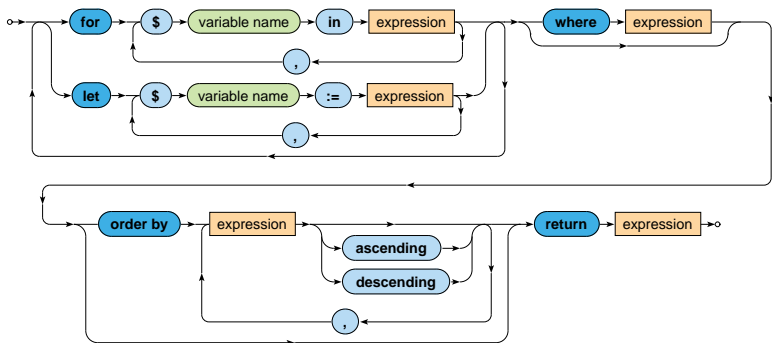 for $ variable name in expression where expression
,
let $ variable name := expression
,
order by expression return expression
ascending
descending
,